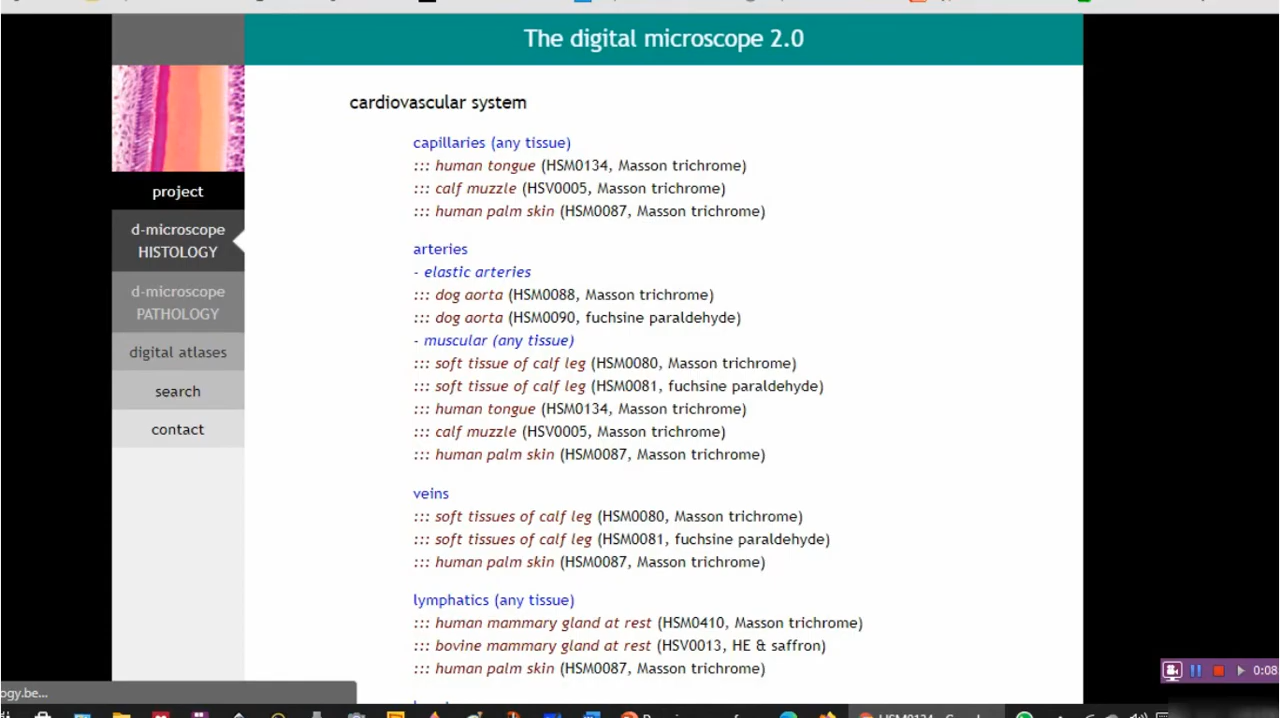 The digital microscope 2.0
project
d-microscope
HISTOLOGY
d-microscope
PATHOLOGY
digital atlases
search
contact
cardiovascular system
capillaries (any tissue)
::: human tongue (HSM0134, Masson trichrome)
::: calf muzzle (HSV0005, Masson trichrome)
::: human palm skin (HSM0087, Masson trichrome)
arteries
- elastic arteries
::: dog aorta (HSM0088, Masson trichrome)
::: dog aorta (HSM0090, fuchsine paraldehyde)
- muscular (any tissue)
::: soft tissue of calf leg (HSM0080, Masson trichrome)
::: soft tissue of calf leg (HSM0081, fuchsine paraldehyde)
::: human tongue (HSM0134, Masson trichrome)
::: calf muzzle (HSV0005, Masson trichrome)
::: human palm skin (HSM0087, Masson trichrome)
veins
::: soft tissues of calf leg (HSM0080, Masson trichrome)
::: soft tissues of calf leg (HSM0081, fuchsine paraldehyde)
::: human palm skin (HSM0087, Masson trichrome)
lymphatics (any tissue)
::: human mammary gland at rest (HSM0410, Masson trichrome)
::: bovine mammary gland at rest (HSV0013, HE & saffron)
::: human palm skin (HSM0087, Masson trichrome)
0:08
ogy.be...